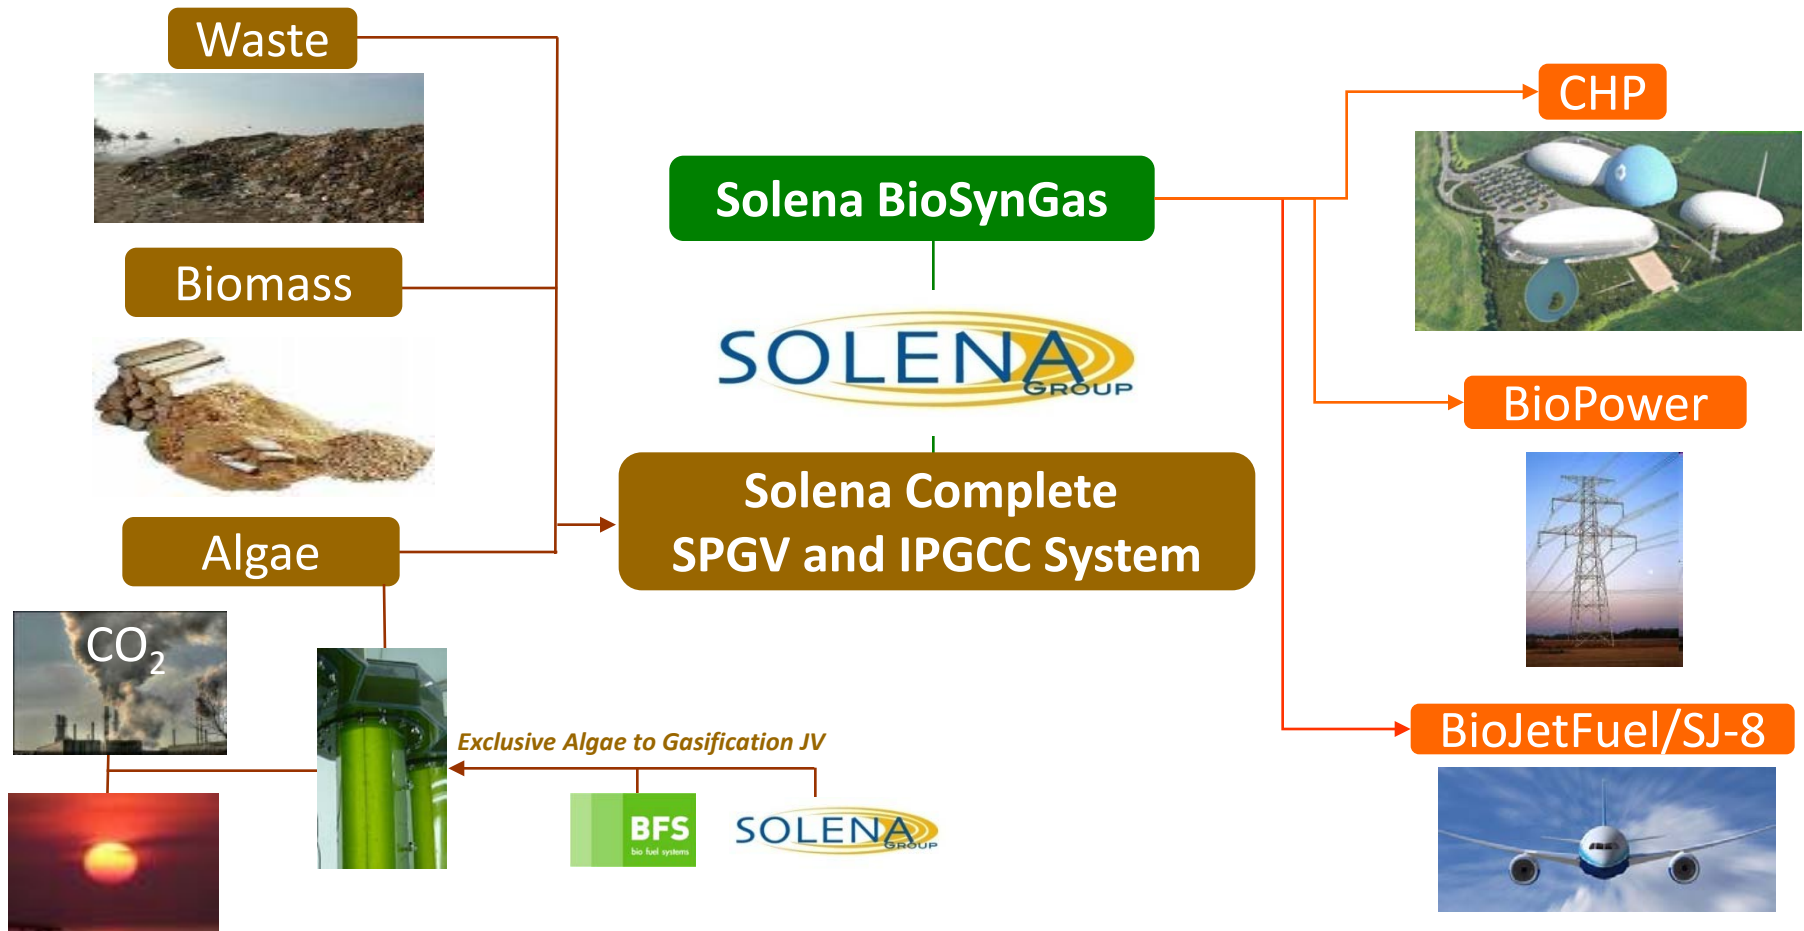 Waste
Biomass
Algae
CO₂
Exclusive Algae to Gasification JV
BFS
bio fuel systems
SOLENA
GROUP
Solena BioSynGas
SOLENA
GROUP
Solena Complete
SPGV and IPGCC System
CHP
BioPower
BioJetFuel/SJ-8